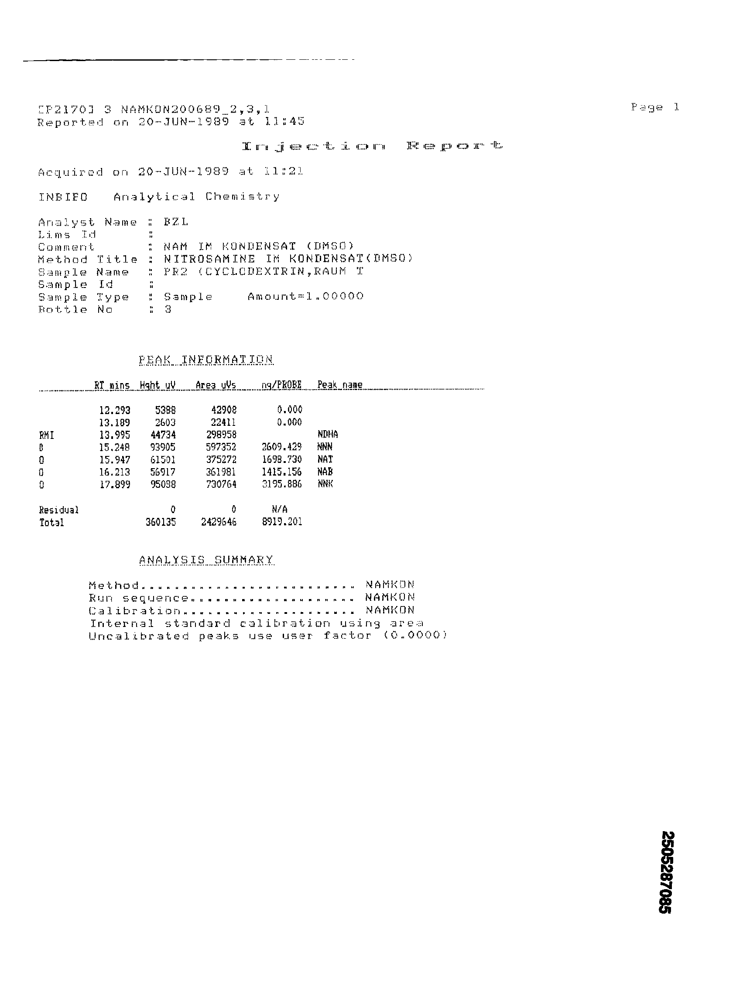 [P2170] 3 NAMKON200689_2,3,1 Page 1
Reported on 20-JUN-1989 at 11:45
Injection Report
Acquired on 20-JUN-1989 at 11:21
INBIFO Analytical Chemistry
Analyst Name : BZL
Lims Id :
Comment : NAM IM KONDENSAT (DMSO)
Method Title : NITROSAMINE IM KONDENSAT(DMSO)
Sample Name : PR2 (CYCLODEXTRIN,RAUM T
Sample Id :
Sample Type : Sample Amount=1.00000
Bottle No : 3
PEAK INFORMATION
RT mins Hght uV Area uVs ng/PROBE Peak name
12.293 5388 42908 0.000
13.189 2603 22411 0.000
RMI 13.995 44734 298958 NDHA
Q 15.248 93905 597352 2609.429 NNN
Q 15.947 61501 375272 1698.730 NAT
Q 16.213 56917 361981 1415.156 NAB
Q 17.899 95088 730764 3195.886 NNK
Residual 0 0 N/A
Total 360135 2429646 8919.201
ANALYSIS SUMMARY
Method.......................... NAMKON
Run sequence.................... NAMKON
Calibration..................... NAMKON
Internal standard calibration using area
Uncalibrated peaks use user factor (0.0000)
2505287085